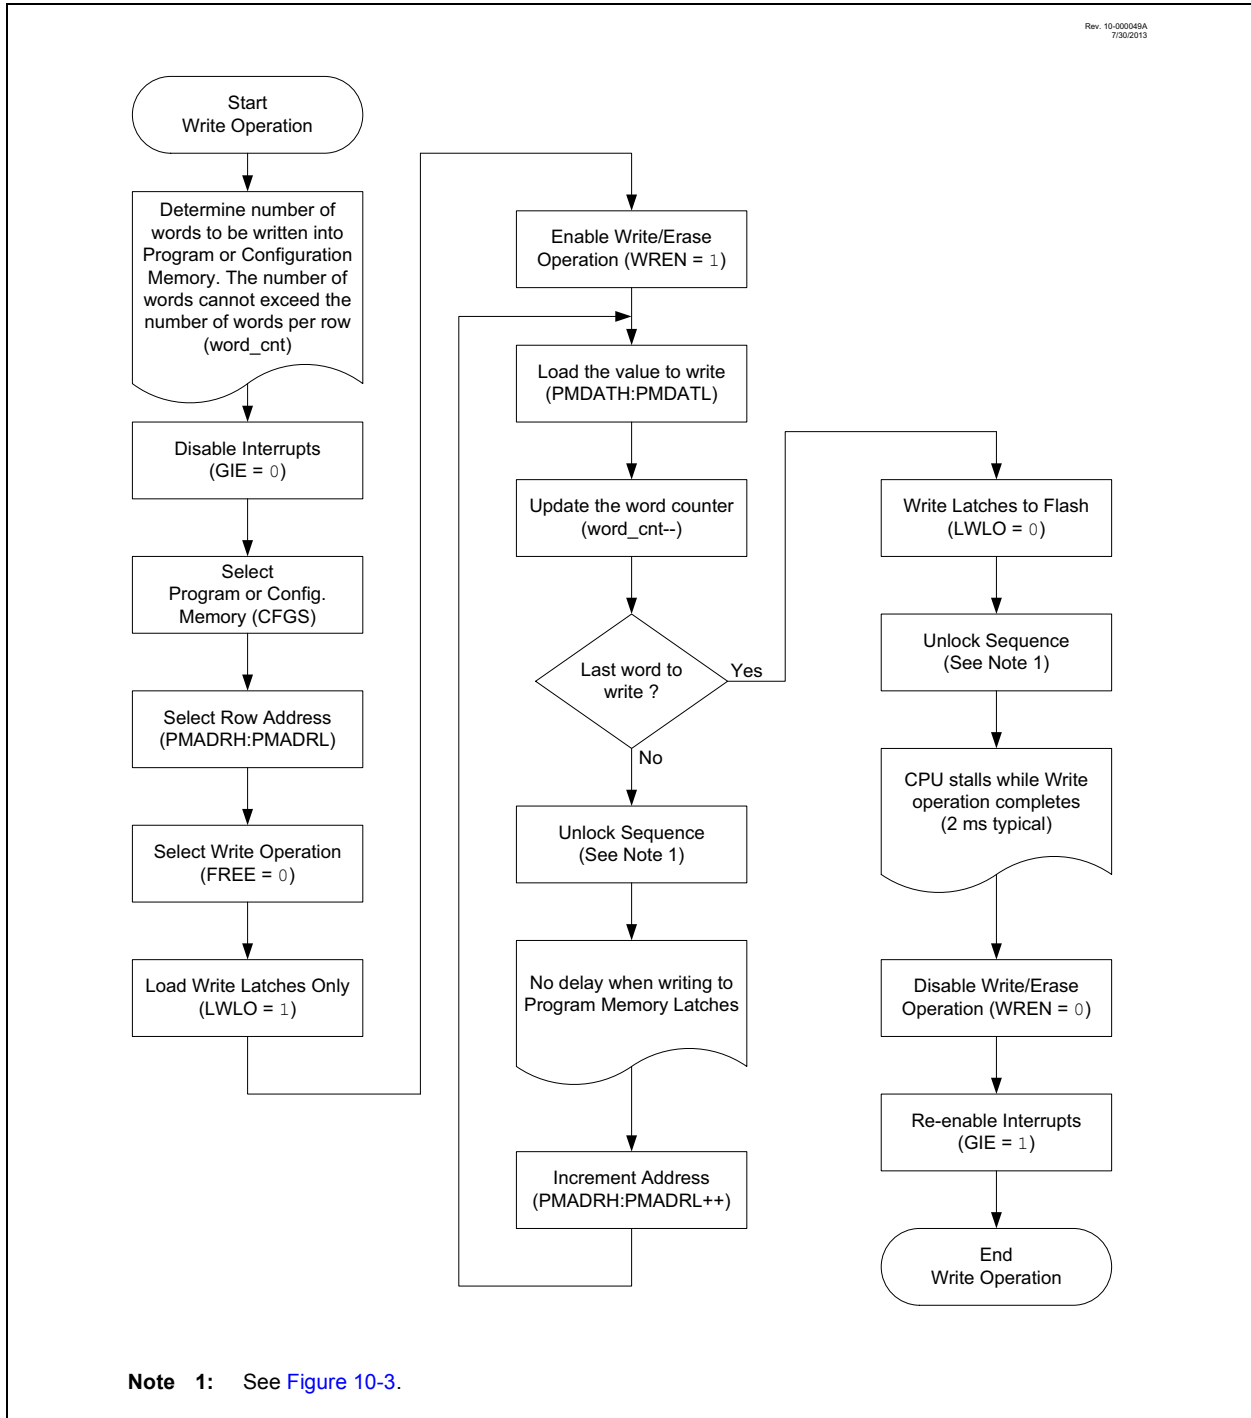 Rev. 10-000049A
7/30/2013
Start
Write Operation
Determine number of
words to be written into
Program or Configuration
Memory. The number of
words cannot exceed the
number of words per row
(word_cnt)
Disable Interrupts
(GIE = 0)
Select
Program or Config.
Memory (CFGS)
Select Row Address
(PMADRH:PMADRL)
Select Write Operation
(FREE = 0)
Load Write Latches Only
(LWLO = 1)
Enable Write/Erase
Operation (WREN = 1)
Load the value to write
(PMDATH:PMDATL)
Update the word counter
(word_cnt--)
Last word to
write ?
Yes
No
Unlock Sequence
(See Note 1)
No delay when writing to
Program Memory Latches
Increment Address
(PMADRH:PMADRL++)
Write Latches to Flash
(LWLO = 0)
Unlock Sequence
(See Note 1)
CPU stalls while Write
operation completes
(2 ms typical)
Disable Write/Erase
Operation (WREN = 0)
Re-enable Interrupts
(GIE = 1)
End
Write Operation
Note 1: See Figure 10-3.